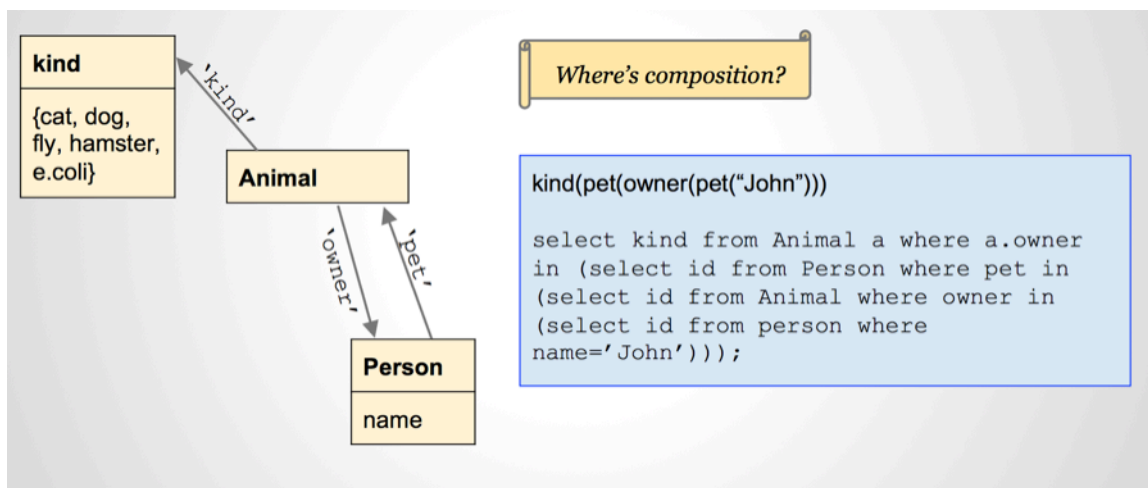 kind
{cat, dog,
fly, hamster,
e.coli}
'kind'
Animal
'owner'
'pet'
Person
name
Where's composition?
kind(pet(owner(pet(“John”)))
select kind from Animal a where a.owner
in (select id from Person where pet in
(select id from Animal where owner in
(select id from person where
name=’John’)));